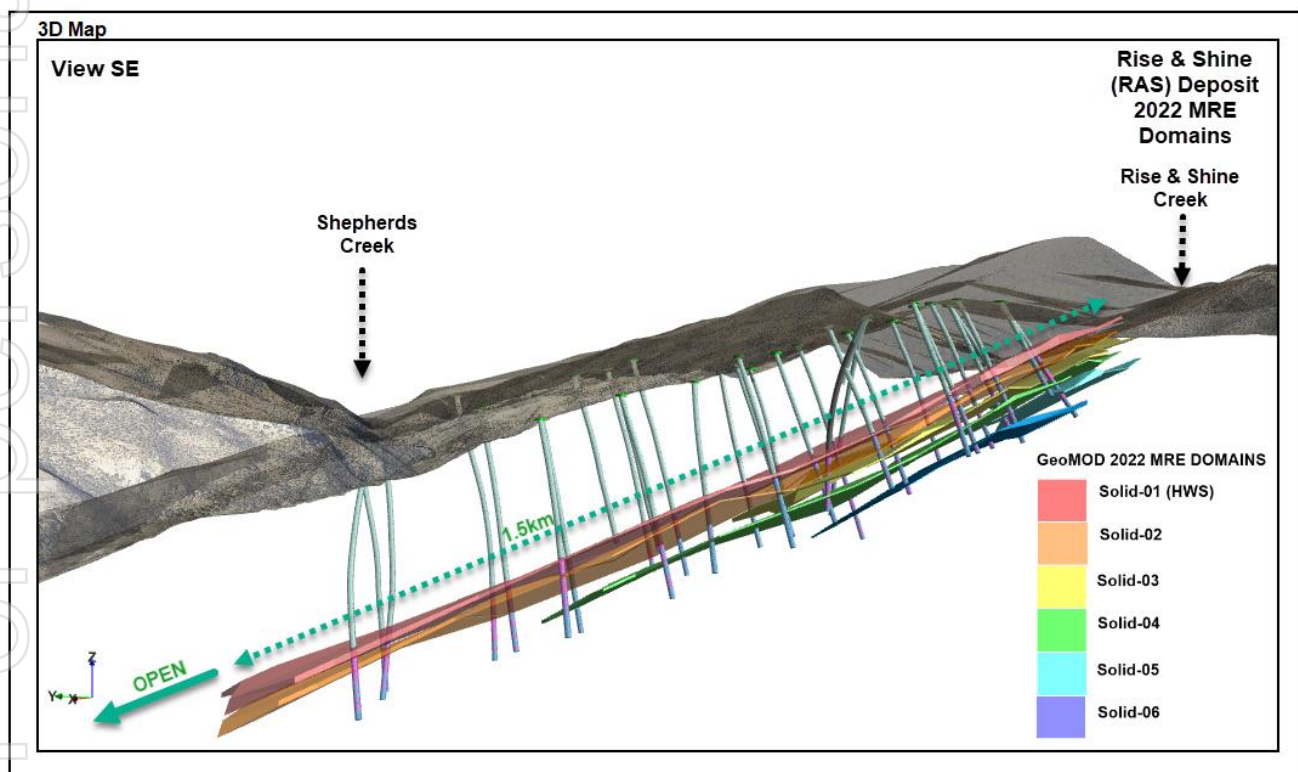 3D Map
View SE
Rise & Shine
(RAS) Deposit
2022 MRE
Domains
Rise & Shine
Creek
Shepherds
Creek
1.5km
OPEN
Z
Y
X
GeoMOD 2022 MRE DOMAINS
Solid-01 (HWS)
Solid-02
Solid-03
Solid-04
Solid-05
Solid-06